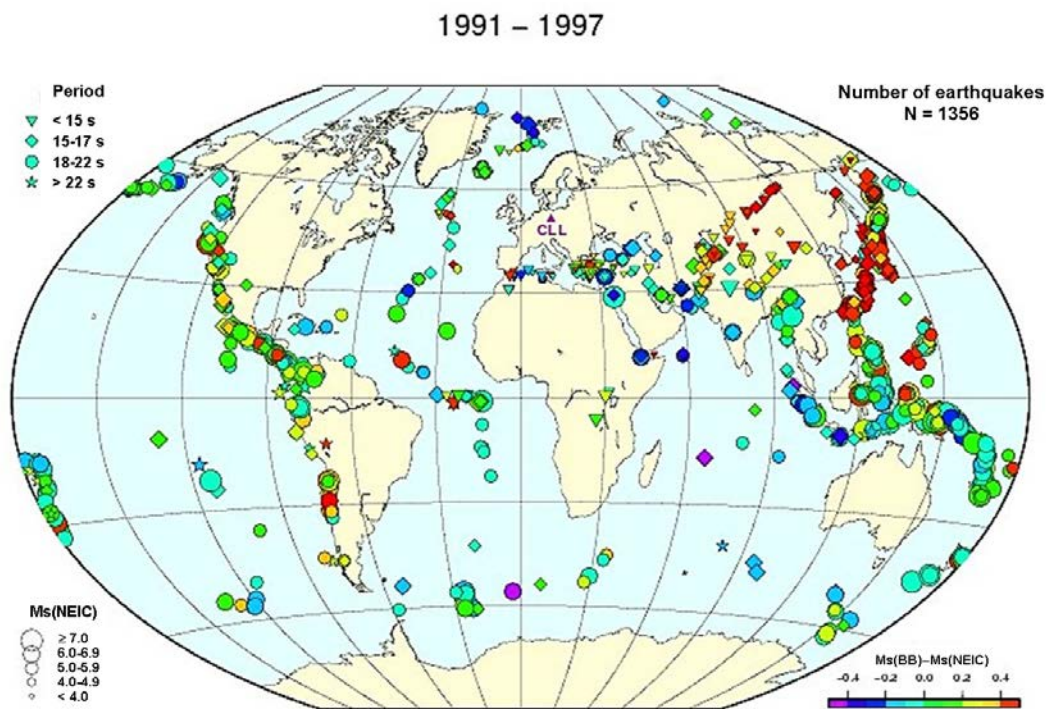 1991 – 1997
Period
< 15 s
15-17 s
18-22 s
> 22 s
Number of earthquakes
N = 1356
CLL
Ms(NEIC)
≥ 7.0
6.0-6.9
5.0-5.9
4.0-4.9
< 4.0
Ms(BB)–Ms(NEIC)
-0.4 -0.2 0.0 0.2 0.4